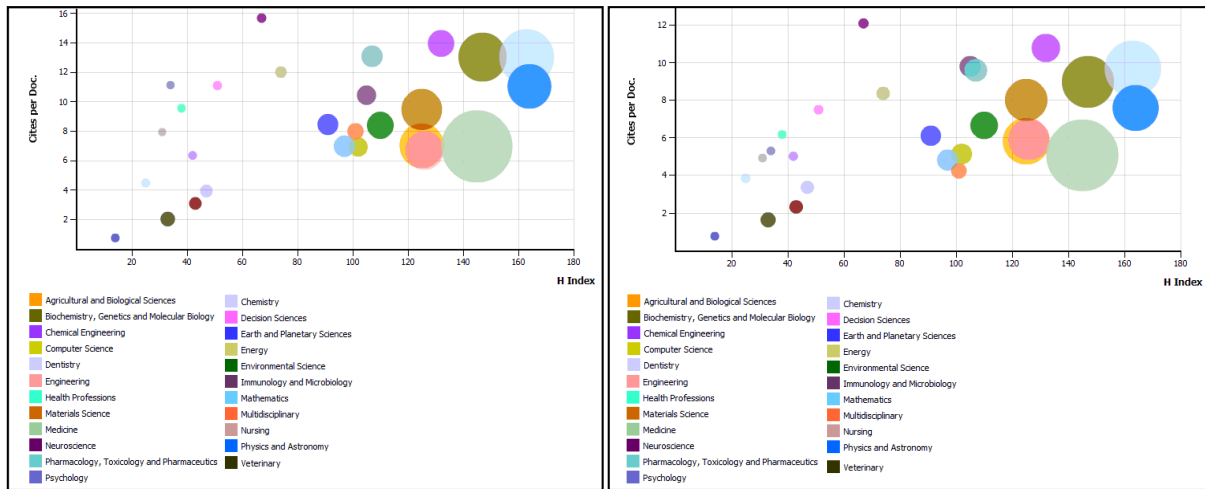 16
14
12
10
8
6
4
2
Cites per Doc.
20 40 60 80 100 120 140 160 180
H Index
Agricultural and Biological Sciences
Biochemistry, Genetics and Molecular Biology
Chemical Engineering
Computer Science
Dentistry
Engineering
Health Professions
Materials Science
Medicine
Neuroscience
Pharmacology, Toxicology and Pharmaceutics
Psychology
Chemistry
Decision Sciences
Earth and Planetary Sciences
Energy
Environmental Science
Immunology and Microbiology
Mathematics
Multidisciplinary
Nursing
Physics and Astronomy
Veterinary
12
10
8
6
4
2
Cites per Doc.
20 40 60 80 100 120 140 160 180
H Index
Agricultural and Biological Sciences
Biochemistry, Genetics and Molecular Biology
Chemical Engineering
Computer Science
Dentistry
Engineering
Health Professions
Materials Science
Medicine
Neuroscience
Pharmacology, Toxicology and Pharmaceutics
Psychology
Chemistry
Decision Sciences
Earth and Planetary Sciences
Energy
Environmental Science
Immunology and Microbiology
Mathematics
Multidisciplinary
Nursing
Physics and Astronomy
Veterinary